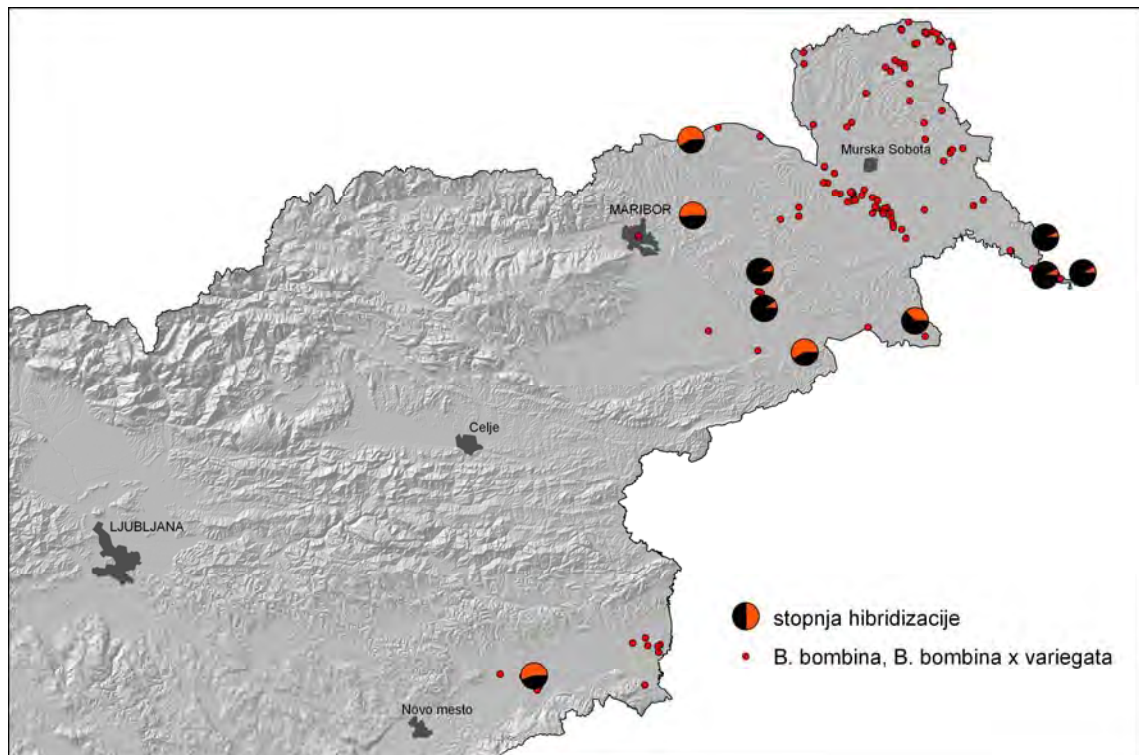 Murska Sobota
MARIBOR
Celje
LJUBLJANA
stopnja hibridizacije
B. bombina, B. bombina x variegata
Novo mesto